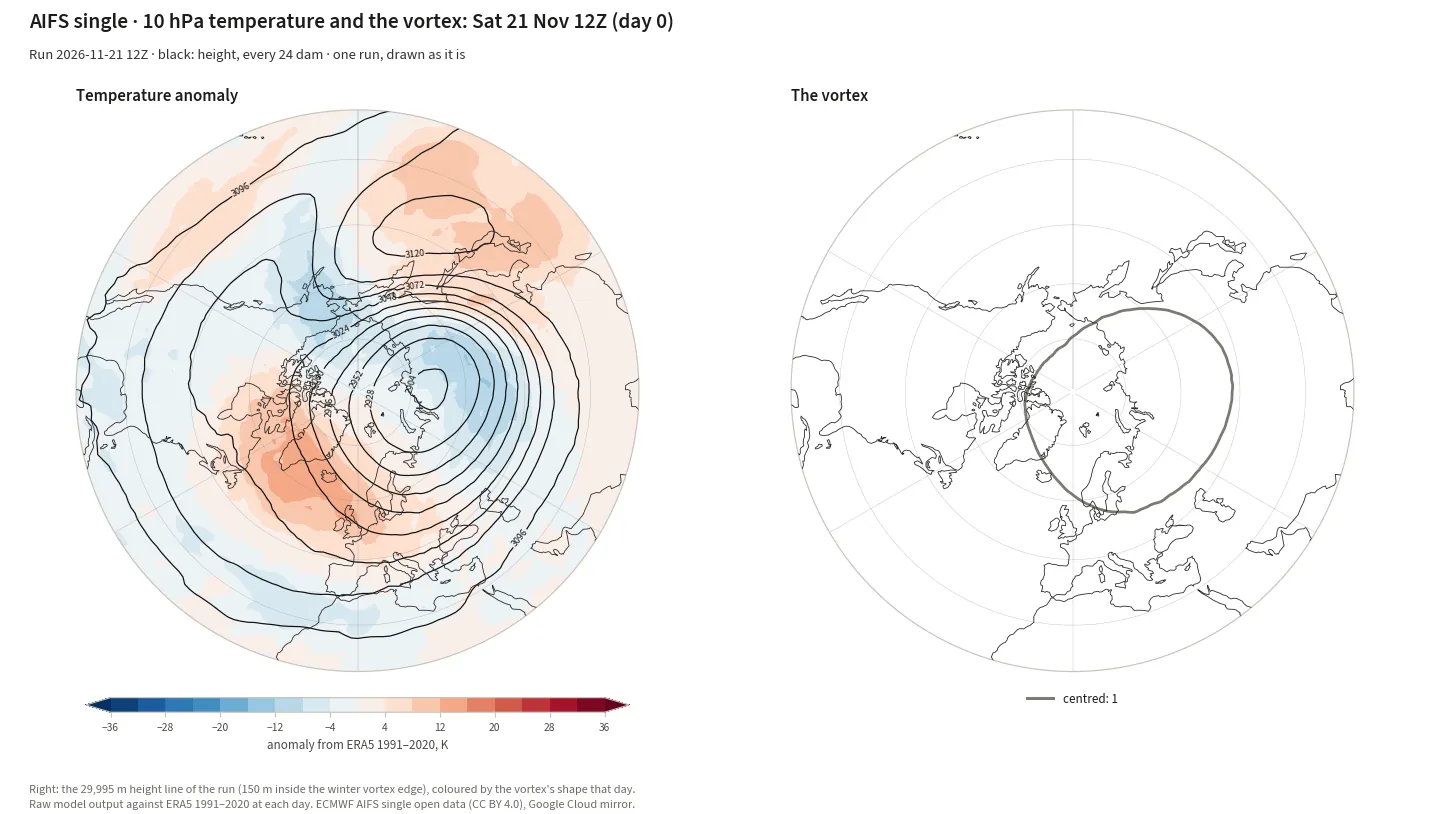 AIFS single · 10 hPa temperature and the vortex: Sat 21 Nov 12Z (day 0)
Run 2026-11-21 12Z · black: height, every 24 dam · one run, drawn as it is
Temperature anomaly
The vortex
3096
3120
3072
3048
3024
2952
2904
2928
2976
3096
centred: 1
−36 −28 −20 −12 −4 4 12 20 28 36
anomaly from ERA5 1991–2020, K
Right: the 29,995 m height line of the run (150 m inside the winter vortex edge), coloured by the vortex's shape that day.
Raw model output against ERA5 1991–2020 at each day. ECMWF AIFS single open data (CC BY 4.0), Google Cloud mirror.